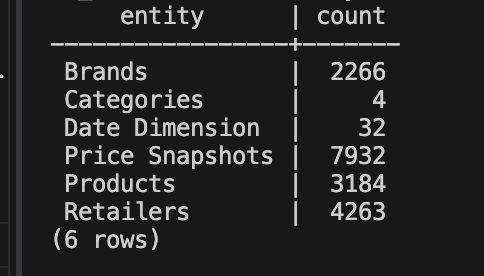 entity | count
-----------------+-------
Brands | 2266
Categories | 4
Date Dimension | 32
Price Snapshots | 7932
Products | 3184
Retailers | 4263
(6 rows)